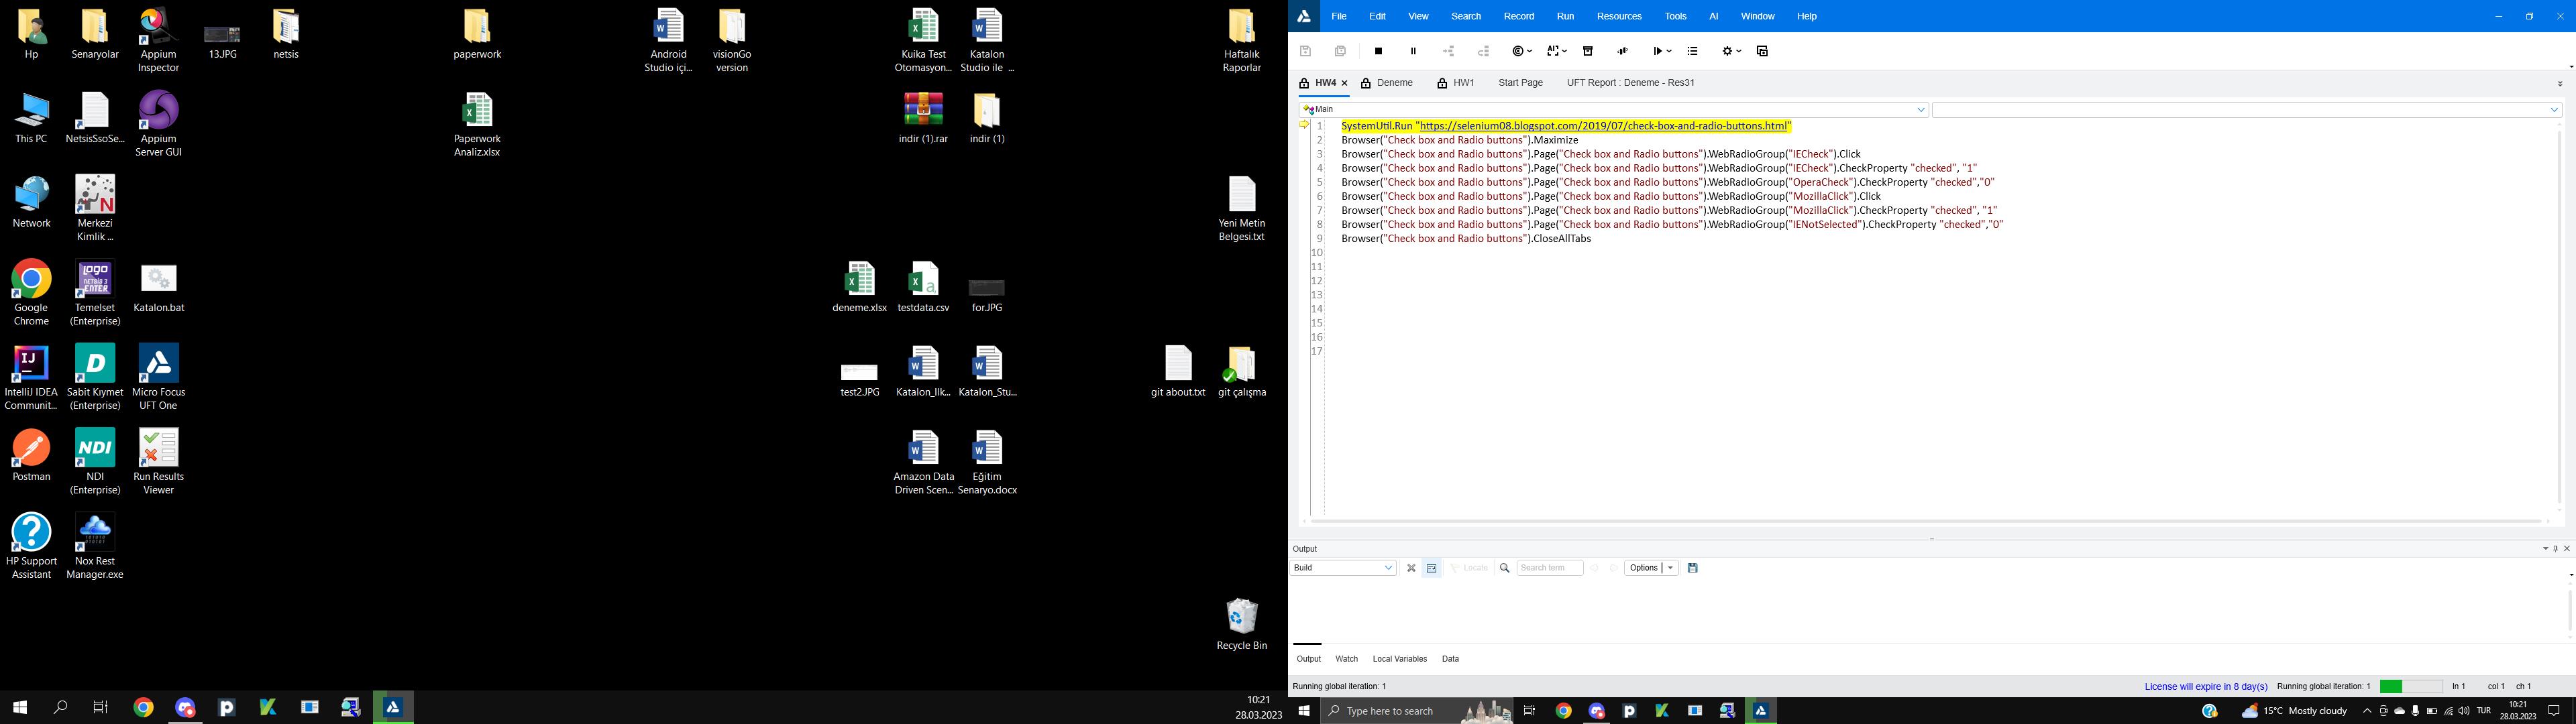 Hp
Senaryolar
Appium Inspector
13.JPG
netsis
paperwork
Android Studio içi...
visionGo version
Kuika Test Otomasyon...
Katalon Studio ile ...
Haftalık Raporlar
This PC
NetsisSsoSe...
Appium Server GUI
Paperwork Analiz.xlsx
indir (1).rar
indir (1)
Network
Merkezi Kimlik ...
Yeni Metin Belgesi.txt
Google Chrome
Temelset (Enterprise)
Katalon.bat
deneme.xlsx
testdata.csv
for.JPG
IntelliJ IDEA Communit...
Sabit Kıymet (Enterprise)
Micro Focus UFT One
test2.JPG
Katalon_Ilk...
Katalon_Stu...
git about.txt
git çalışma
Postman
NDI (Enterprise)
Run Results Viewer
Amazon Data Driven Scen...
Eğitim Senaryo.docx
HP Support Assistant
Nox Rest Manager.exe
Recycle Bin
10:21
28.03.2023
File Edit View Search Record Run Resources Tools AI Window Help
HW4 Deneme HW1 Start Page UFT Report : Deneme - Res31
Main
1 SystemUtil.Run "https://selenium08.blogspot.com/2019/07/check-box-and-radio-buttons.html"
2 Browser("Check box and Radio buttons").Maximize
3 Browser("Check box and Radio buttons").Page("Check box and Radio buttons").WebRadioGroup("IECheck").Click
4 Browser("Check box and Radio buttons").Page("Check box and Radio buttons").WebRadioGroup("IECheck").CheckProperty "checked", "1"
5 Browser("Check box and Radio buttons").Page("Check box and Radio buttons").WebRadioGroup("OperaCheck").CheckProperty "checked","0"
6 Browser("Check box and Radio buttons").Page("Check box and Radio buttons").WebRadioGroup("MozillaClick").Click
7 Browser("Check box and Radio buttons").Page("Check box and Radio buttons").WebRadioGroup("MozillaClick").CheckProperty "checked", "1"
8 Browser("Check box and Radio buttons").Page("Check box and Radio buttons").WebRadioGroup("IENotSelected").CheckProperty "checked","0"
9 Browser("Check box and Radio buttons").CloseAllTabs
10
11
12
13
14
15
16
17
Output
Build Locate Search term Options
Output Watch Local Variables Data
Running global iteration: 1 License will expire in 8 day(s) Running global iteration: 1 ln 1 col 1 ch 1
Type here to search 15°C Mostly cloudy TUR 10:21
28.03.2023